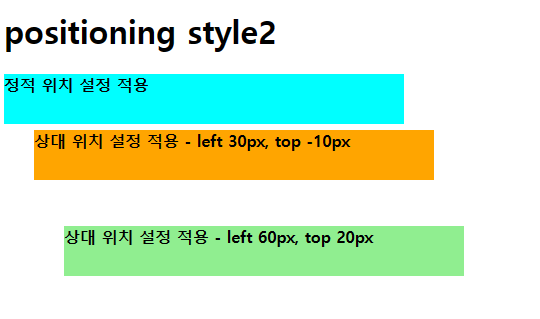 positioning style2
정적 위치 설정 적용
상대 위치 설정 적용 - left 30px, top -10px
상대 위치 설정 적용 - left 60px, top 20px